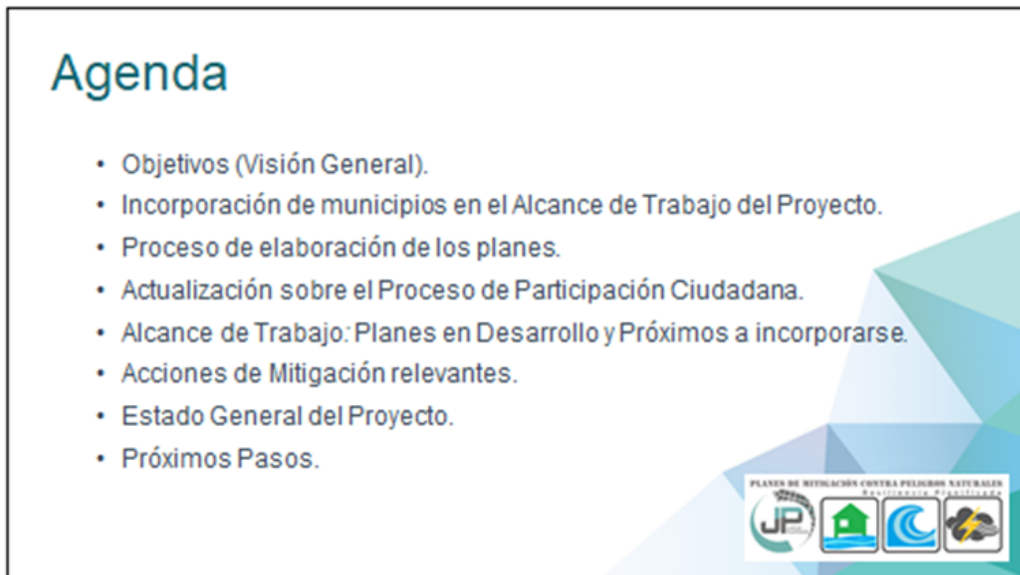 Agenda
• Objetivos (Visión General).
• Incorporación de municipios en el Alcance de Trabajo del Proyecto.
• Proceso de elaboración de los planes.
• Actualización sobre el Proceso de Participación Ciudadana.
• Alcance de Trabajo: Planes en Desarrollo y Próximos a incorporarse.
• Acciones de Mitigación relevantes.
• Estado General del Proyecto.
• Próximos Pasos.
PLANES DE MITIGACIÓN CONTRA PELIGROS NATURALES
Resiliencia Planificada
JP